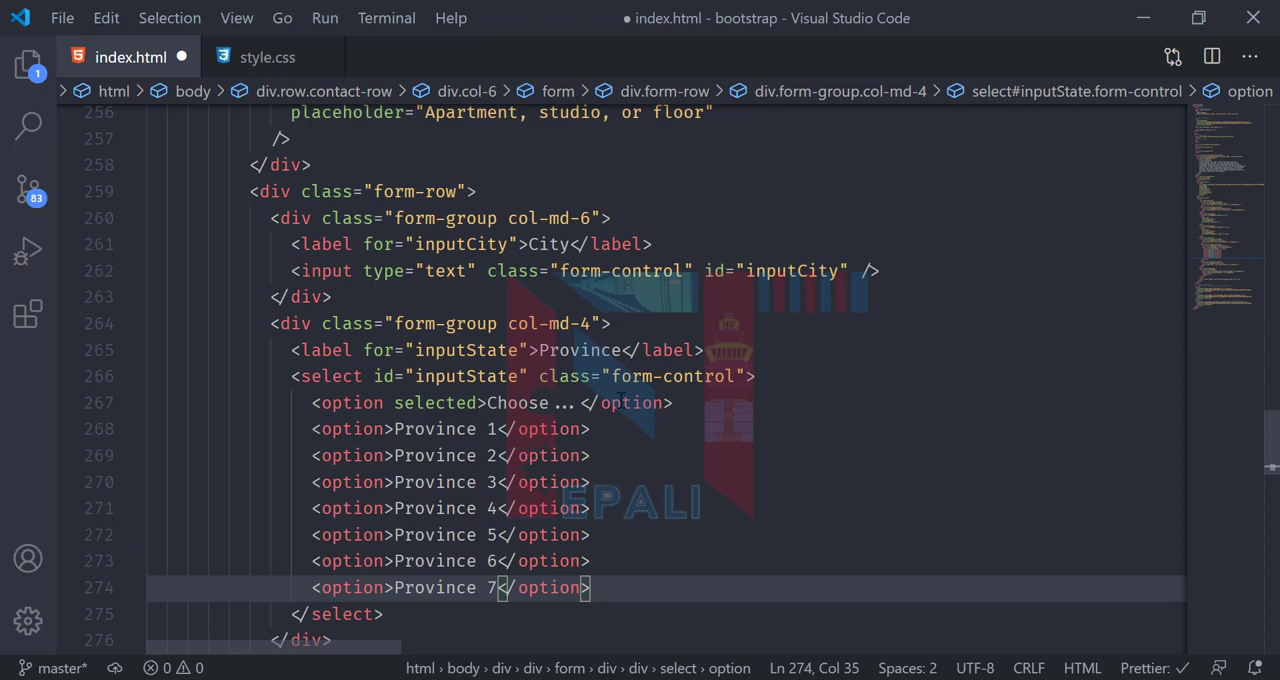 File Edit Selection View Go Run Terminal Help ● index.html - bootstrap - Visual Studio Code
index.html ● style.css
> html > body > div.row.contact-row > div.col-6 > form > div.form-row > div.form-group.col-md-4 > select#inputState.form-control > option
1
83
256 placeholder="Apartment, studio, or floor"
257 />
258 </div>
259 <div class="form-row">
260 <div class="form-group col-md-6">
261 <label for="inputCity">City</label>
262 <input type="text" class="form-control" id="inputCity" />
263 </div>
264 <div class="form-group col-md-4">
265 <label for="inputState">Province</label>
266 <select id="inputState" class="form-control">
267 <option selected>Choose...</option>
268 <option>Province 1</option>
269 <option>Province 2</option>
270 <option>Province 3</option>
271 <option>Province 4</option>
272 <option>Province 5</option>
273 <option>Province 6</option>
274 <option>Province 7</option>
275 </select>
276 </div>
EPALI
master* 0 0 html › body › div › div › form › div › div › select › option Ln 274, Col 35 Spaces: 2 UTF-8 CRLF HTML Prettier: ✓